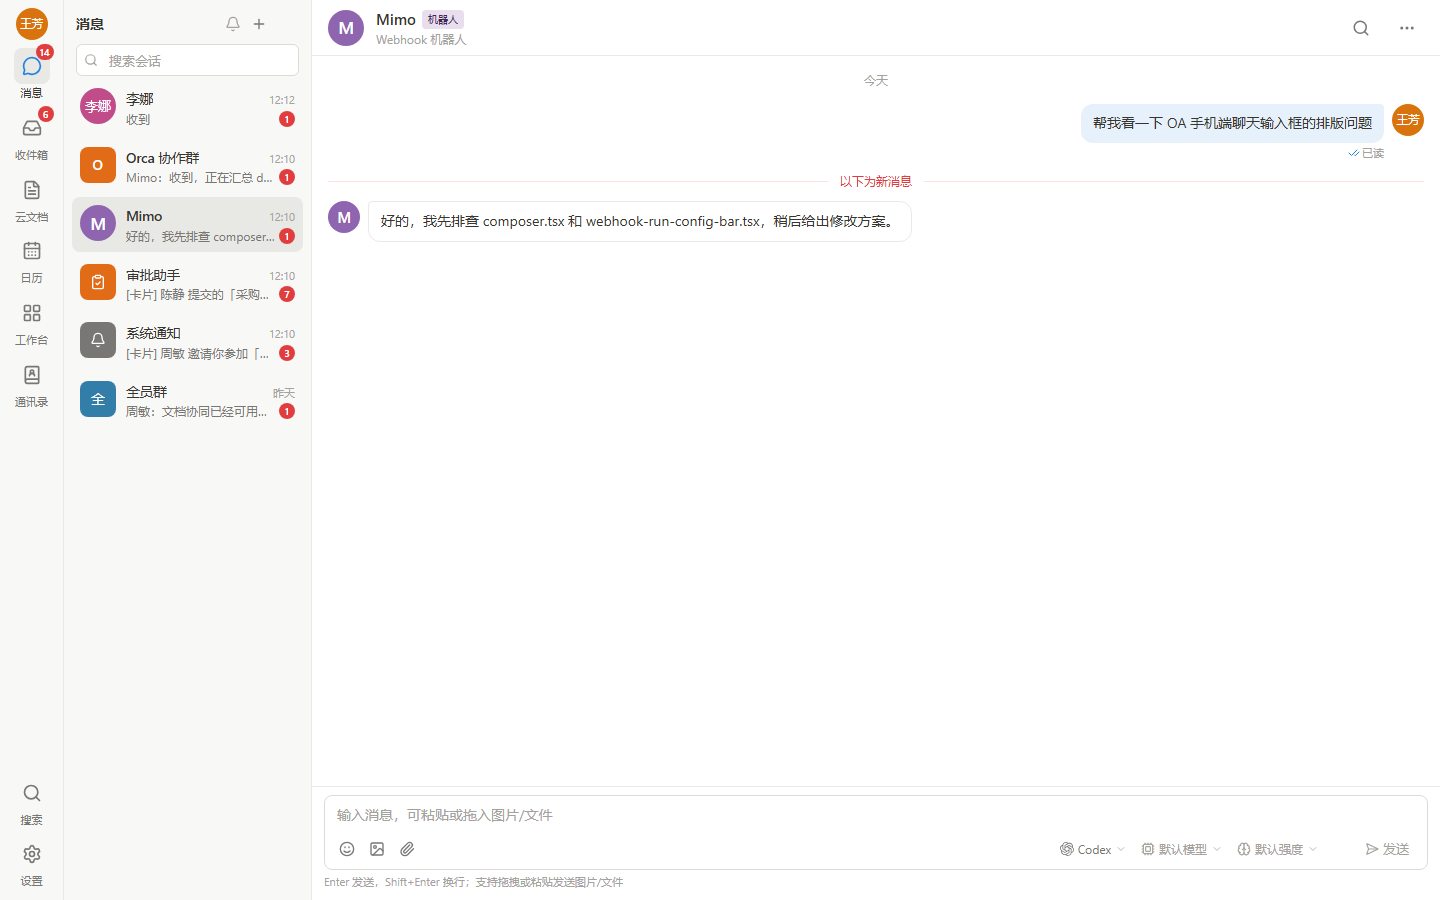 王芳
14
消息
6
收件箱
云文档
日历
工作台
通讯录
搜索
设置
消息
搜索会话
李娜
李娜
12:12
收到
1
O
Orca 协作群
12:10
Mimo：收到，正在汇总 d...
1
M
Mimo
12:10
好的，我先排查 composer...
1
审批助手
12:10
[卡片] 陈静 提交的「采购...
7
系统通知
12:10
[卡片] 周敏 邀请你参加「...
3
全
全员群
昨天
周敏：文档协同已经可用...
1
M
Mimo
机器人
Webhook 机器人
今天
帮我看一下 OA 手机端聊天输入框的排版问题
王芳
已读
以下为新消息
M
好的，我先排查 composer.tsx 和 webhook-run-config-bar.tsx，稍后给出修改方案。
输入消息，可粘贴或拖入图片/文件
Codex
默认模型
默认强度
发送
Enter 发送，Shift+Enter 换行；支持拖拽或粘贴发送图片/文件